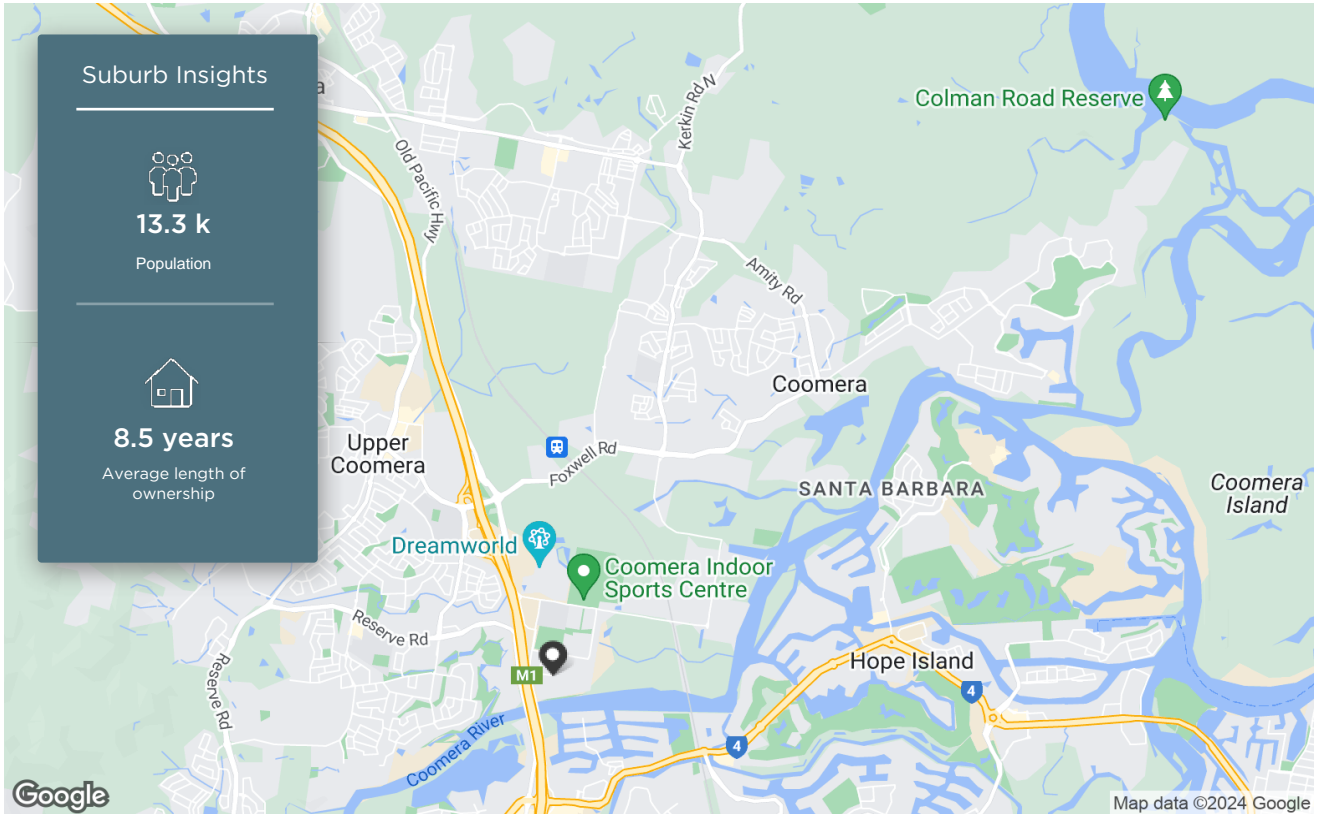 Suburb Insights
13.3 k
Population
8.5 years
Average length of
ownership
a
Old Pacific Hwy
Kerkin Rd N
Colman Road Reserve
Amity Rd
Coomera
Upper
Coomera
Foxwell Rd
SANTA BARBARA
Coomera
Island
Dreamworld
Coomera Indoor
Sports Centre
Reserve Rd
Reserve Rd
M1
Hope Island
4
4
Coomera River
Google
Map data ©2024 Google